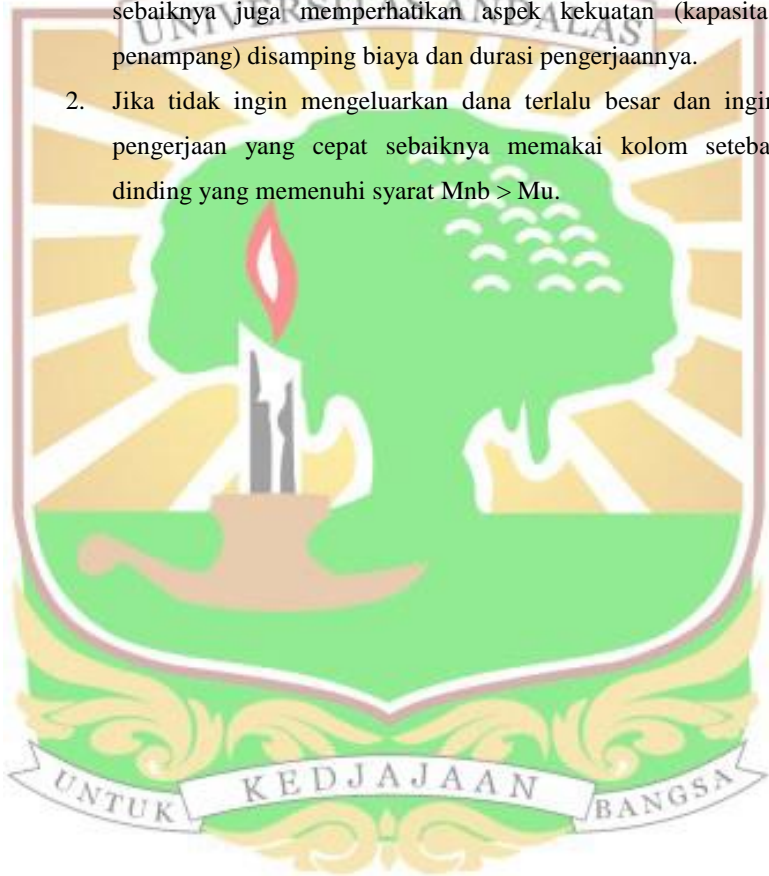 sebaiknya juga memperhatikan aspek kekuatan (kapasita
UNIVERSITAS ANDALAS
penampang) disamping biaya dan durasi pengerjaannya.
2. Jika tidak ingin mengeluarkan dana terlalu besar dan ingin
pengerjaan yang cepat sebaiknya memakai kolom seteba
dinding yang memenuhi syarat Mnb > Mu.
UNTUK KEDJAJAAN BANGSA